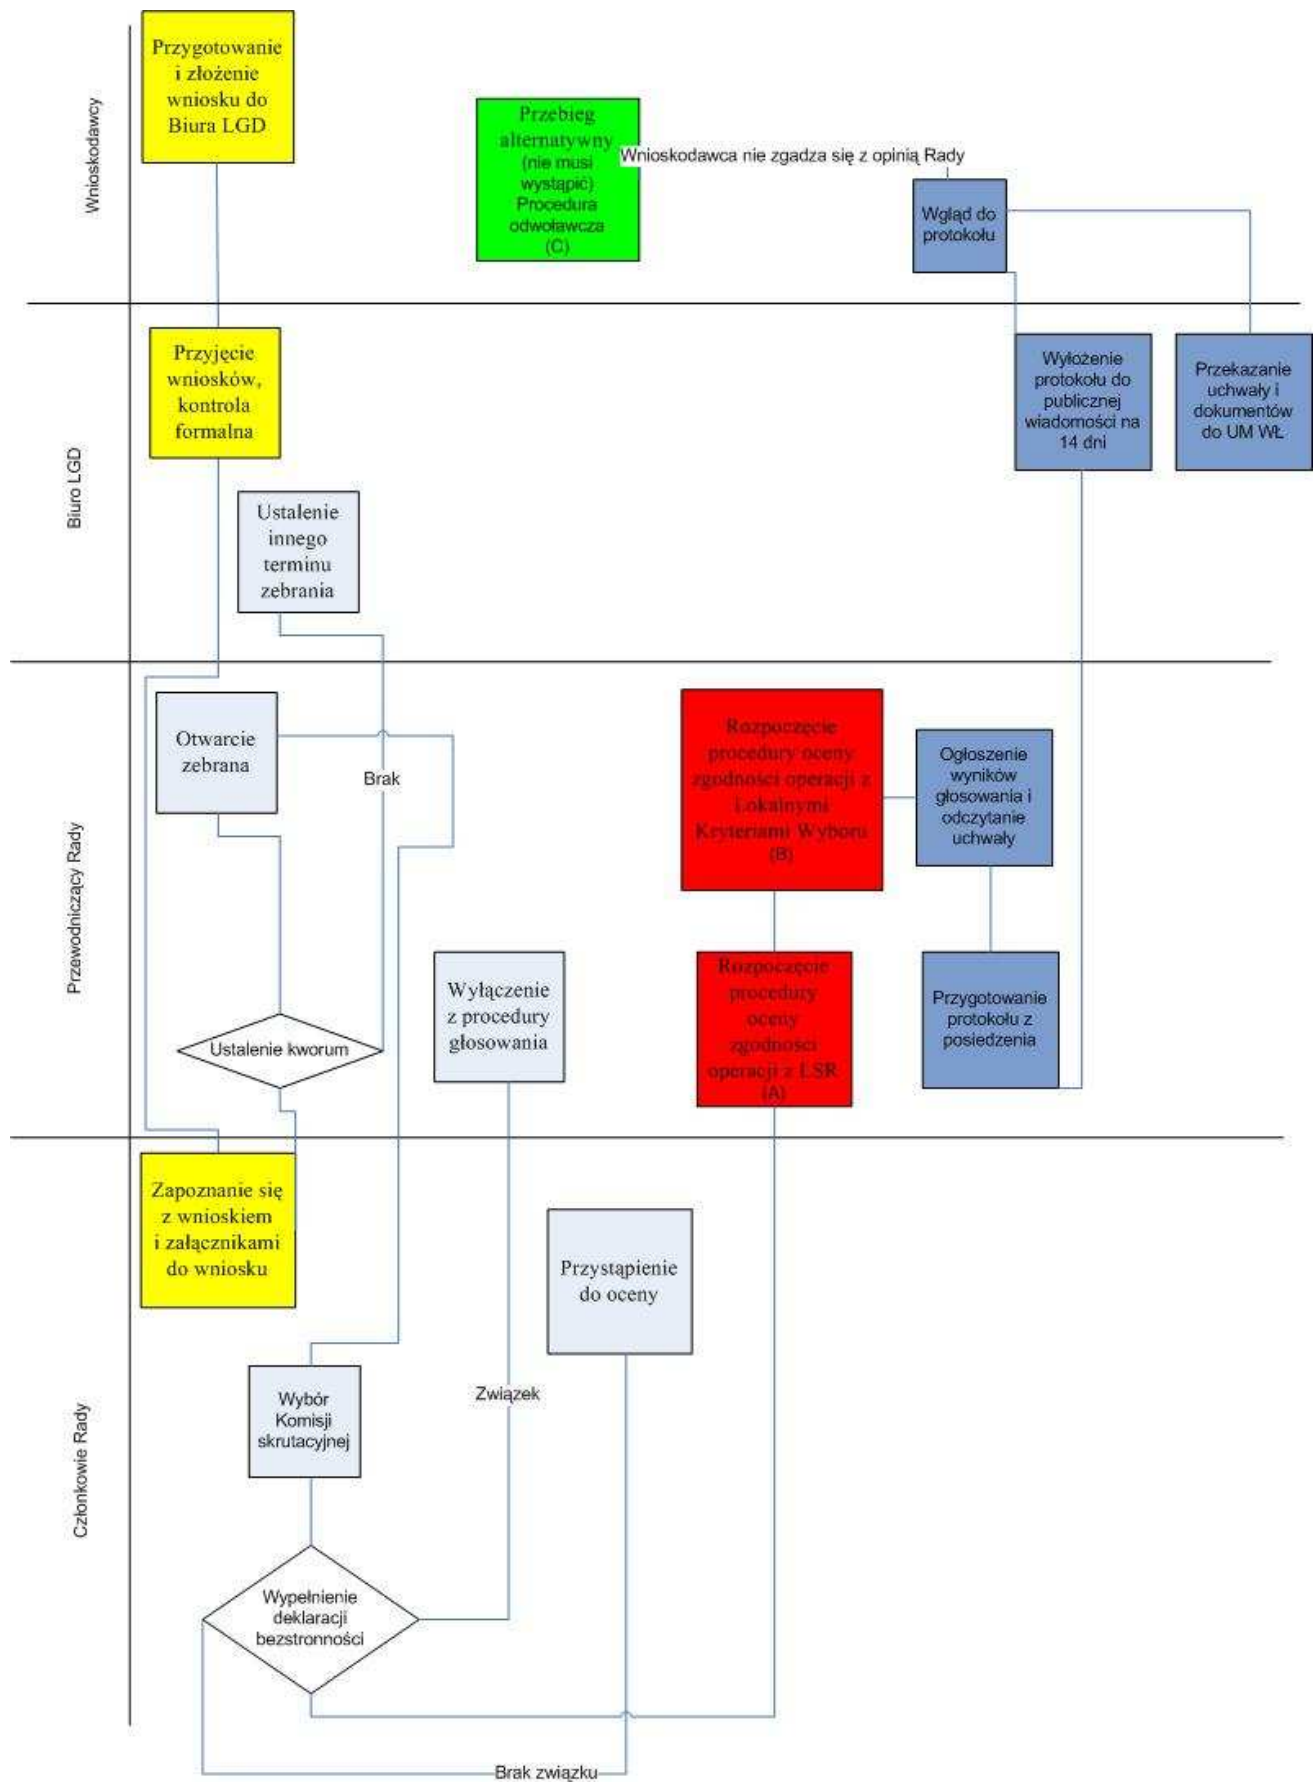 Wnioskodawcy
Przygotowanie
i złożenie
wniosku do
Biura LGD
Przebieg
alternatywny
(nie musi
wystąpić)
Procedura
odwoławcza
(C)
Wnioskodawca nie zgadza się z opinią Rady
Wgląd do
protokołu
Biuro LGD
Przyjęcie
wniosków,
kontrola
formalna
Ustalenie
innego
terminu
zebrania
Wyłożenie
protokołu do
publicznej
wiadomości na
14 dni
Przekazanie
uchwały i
dokumentów
do UM WŁ
Przewodniczący Rady
Otwarcie
zebrana
Brak
Ustalenie kworum
Wyłączenie
z procedury
głosowania
Rozpoczęcie
procedury oceny
zgodności operacji z
Lokalnymi
Kryteriami Wyboru
(B)
Rozpoczęcie
procedury
oceny
zgodności
operacji z LSR
(A)
Ogłoszenie
wyników
głosowania i
odczytanie
uchwały
Przygotowanie
protokołu z
posiedzenia
Członkowie Rady
Zapoznanie się
z wnioskiem
i załącznikami
do wniosku
Przystąpienie
do oceny
Wybór
Komisji
skrutacyjnej
Związek
Wypełnienie
deklaracji
bezstronności
Brak związku